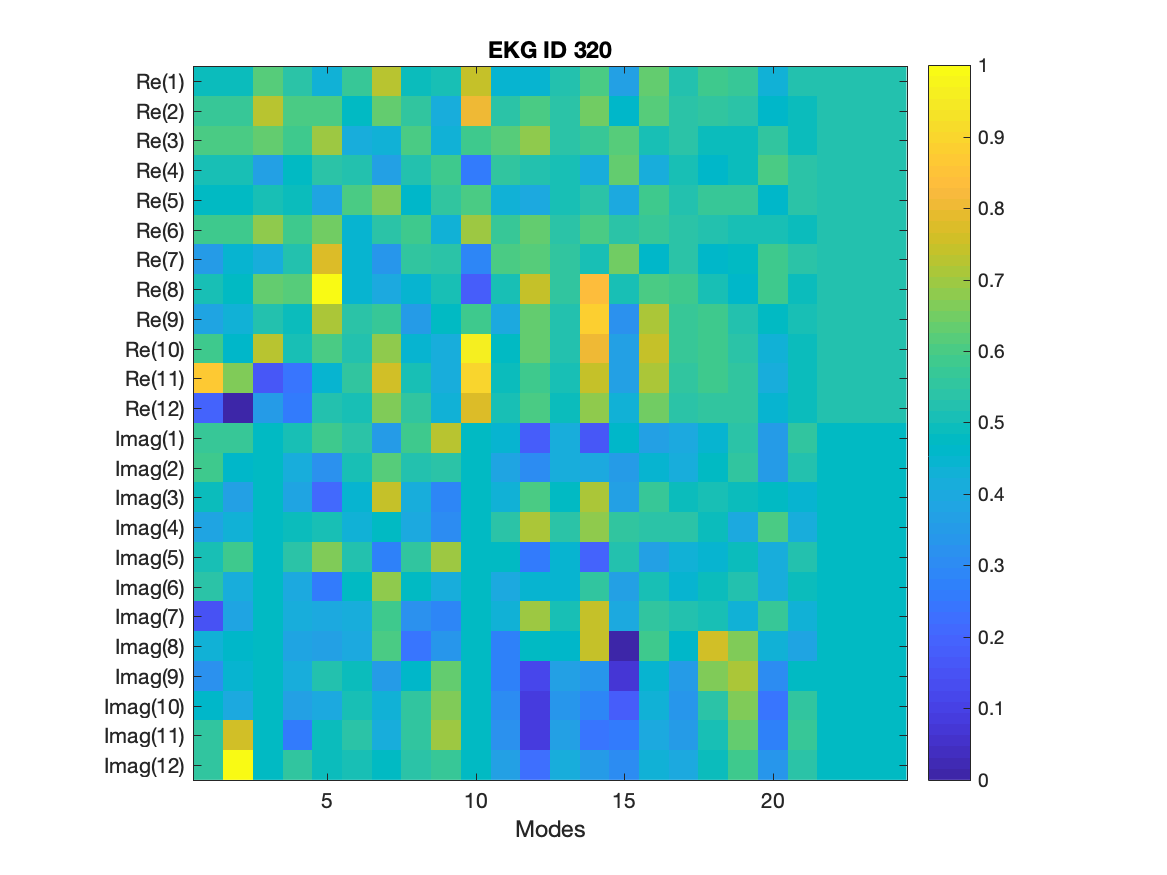 EKG ID 320
Re(1)
Re(2)
Re(3)
Re(4)
Re(5)
Re(6)
Re(7)
Re(8)
Re(9)
Re(10)
Re(11)
Re(12)
Imag(1)
Imag(2)
Imag(3)
Imag(4)
Imag(5)
Imag(6)
Imag(7)
Imag(8)
Imag(9)
Imag(10)
Imag(11)
Imag(12)
5 10 15 20
Modes
1
0.9
0.8
0.7
0.6
0.5
0.4
0.3
0.2
0.1
0